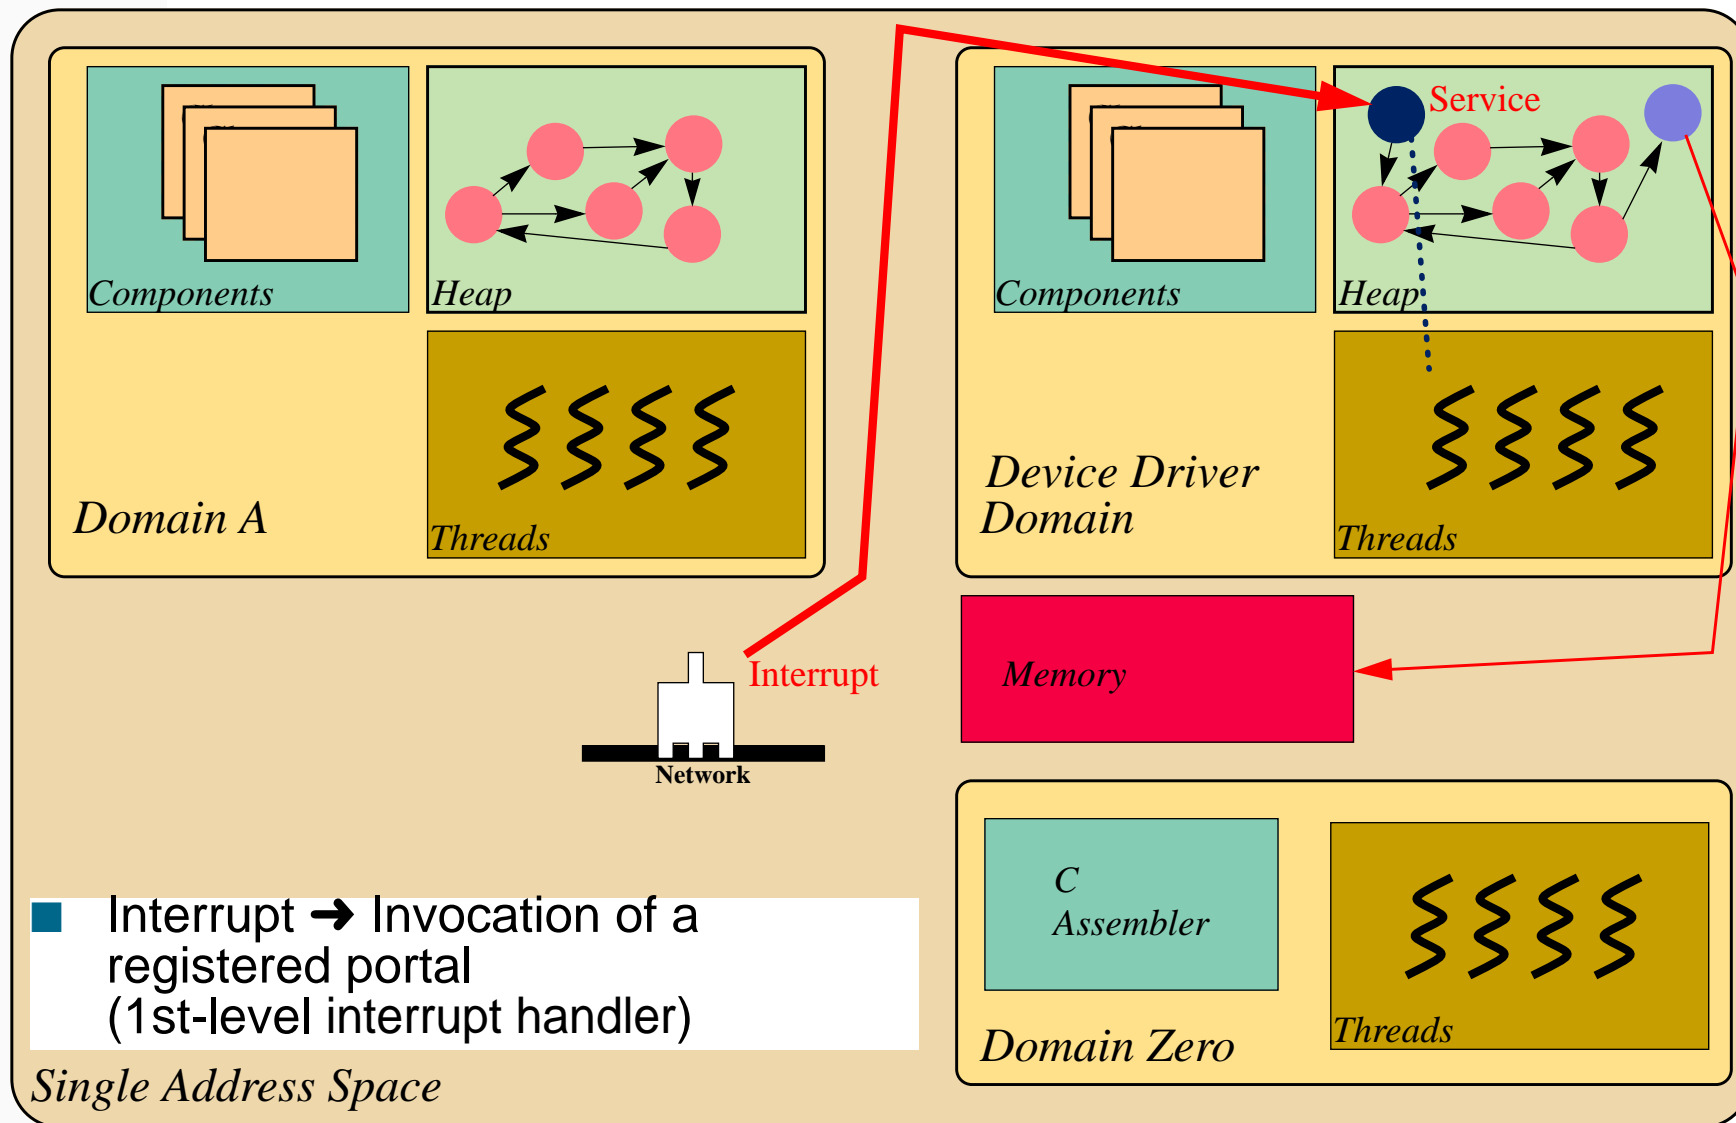 Service
Components
Heap
Components
Heap
Domain A
Threads
Device Driver
Domain
Threads
Interrupt
Memory
Network
C
Assembler
Interrupt ➜ Invocation of a
registered portal
(1st-level interrupt handler)
Domain Zero
Threads
Single Address Space